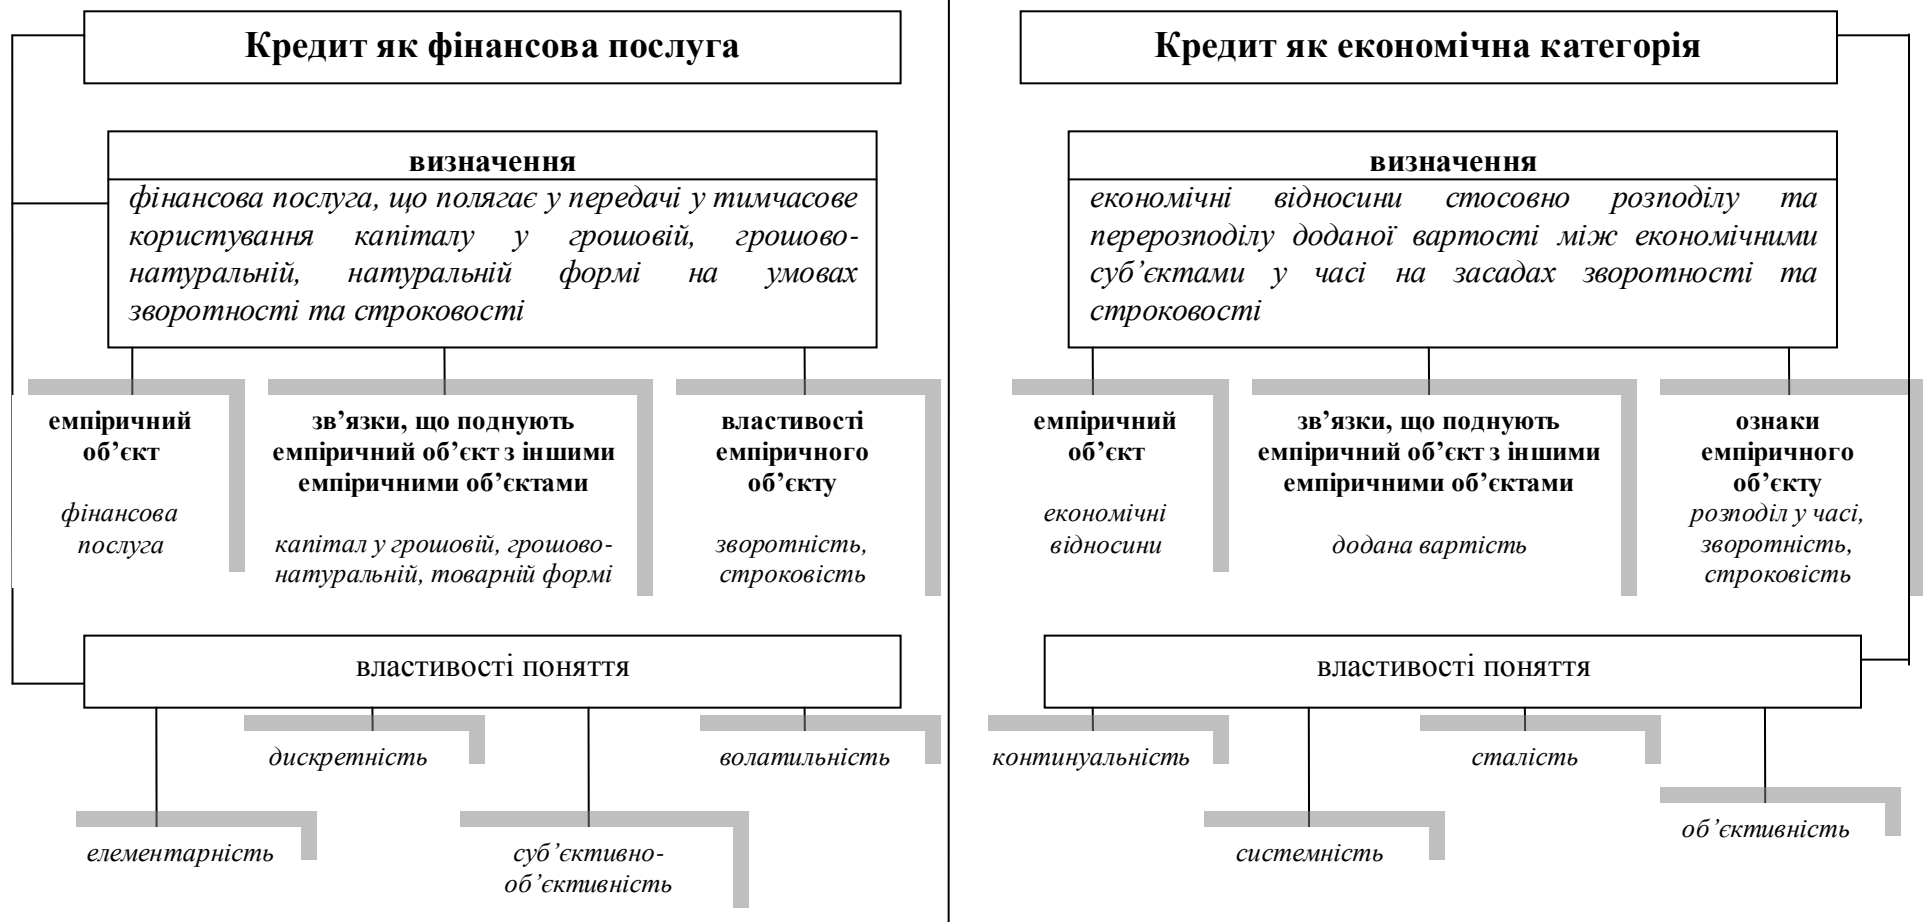 Кредит як фінансова послуга
визначення
фінансова послуга, що полягає у передачі у тимчасове
користування капіталу у грошовій, грошово-
натуральній, натуральній формі на умовах
зворотності та строковості
емпіричний
об’єкт
фінансова
послуга
зв’язки, що поднують
емпіричний об’єкт з іншими
емпіричними об’єктами
капітал у грошовій, грошово-
натуральній, товарній формі
властивості
емпіричного
об’єкту
зворотність,
строковість
властивості поняття
елементарність
дискретність
суб’єктивно-
об’єктивність
волатильність
Кредит як економічна категорія
визначення
економічні відносини стосовно розподілу та
перерозподілу доданої вартості між економічними
суб’єктами у часі на засадах зворотності та
строковості
емпіричний
об’єкт
економічні
відносини
зв’язки, що поднують
емпіричний об’єкт з іншими
емпіричними об’єктами
додана вартість
ознаки
емпіричного
об’єкту
розподіл у часі,
зворотність,
строковість
властивості поняття
континуальність
системність
сталість
об’єктивність